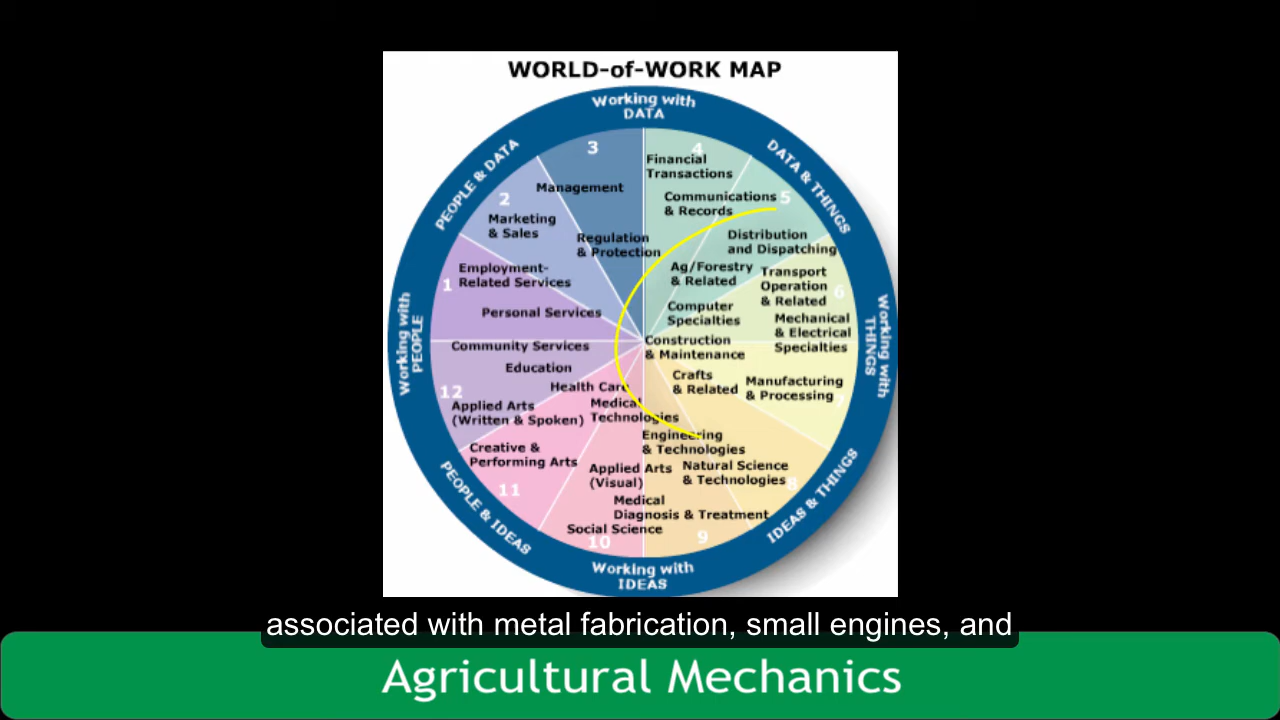 WORLD-of-WORK MAP
Working with
DATA
PEOPLE & DATA
DATA & THINGS
3
4
Financial
Transactions
Management
2
Communications
& Records
5
Marketing
& Sales
Regulation
& Protection
Distribution
and Dispatching
Employment-
Related Services
1
Ag/Forestry
& Related
Transport
Operation
& Related
6
Personal Services
Computer
Specialties
Mechanical
& Electrical
Specialties
Working with
PEOPLE
Working with
THINGS
Community Services
Construction
& Maintenance
Education
Crafts
& Related
Manufacturing
& Processing
7
Health Care
12
Applied Arts
(Written & Spoken)
Medical
Technologies
Engineering
& Technologies
Creative &
Performing Arts
Applied Arts
(Visual)
Natural Science
& Technologies
8
11
Medical
Diagnosis & Treatment
Social Science
10
9
PEOPLE & IDEAS
IDEAS & THINGS
Working with
IDEAS
associated with metal fabrication, small engines, and
Agricultural Mechanics